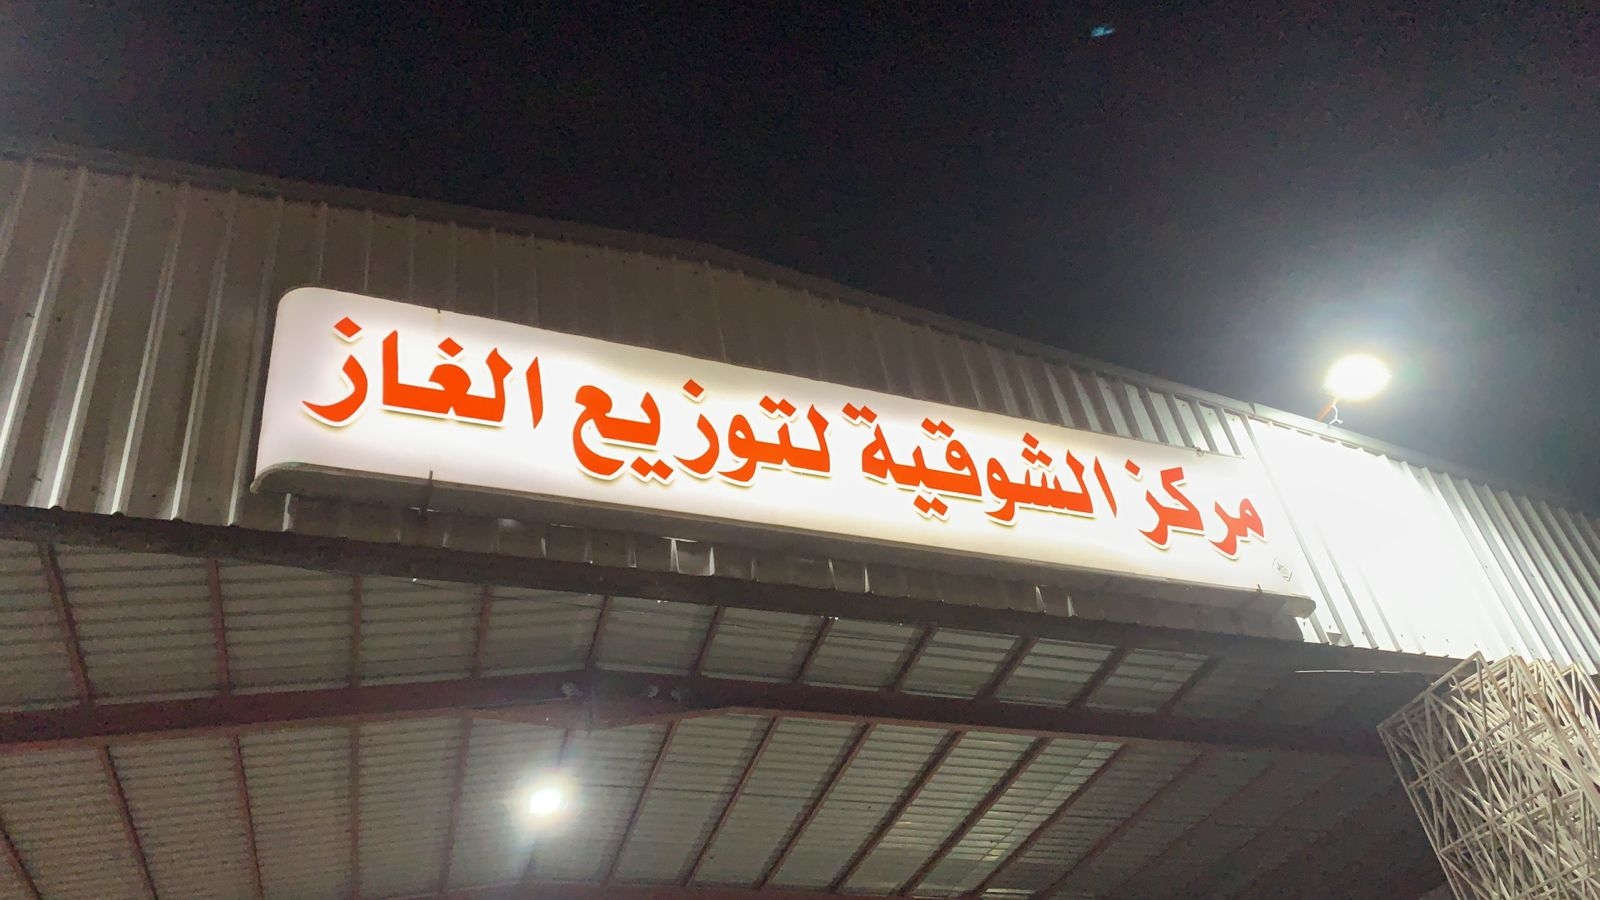 مركز الشوقية لتوزيع الغاز